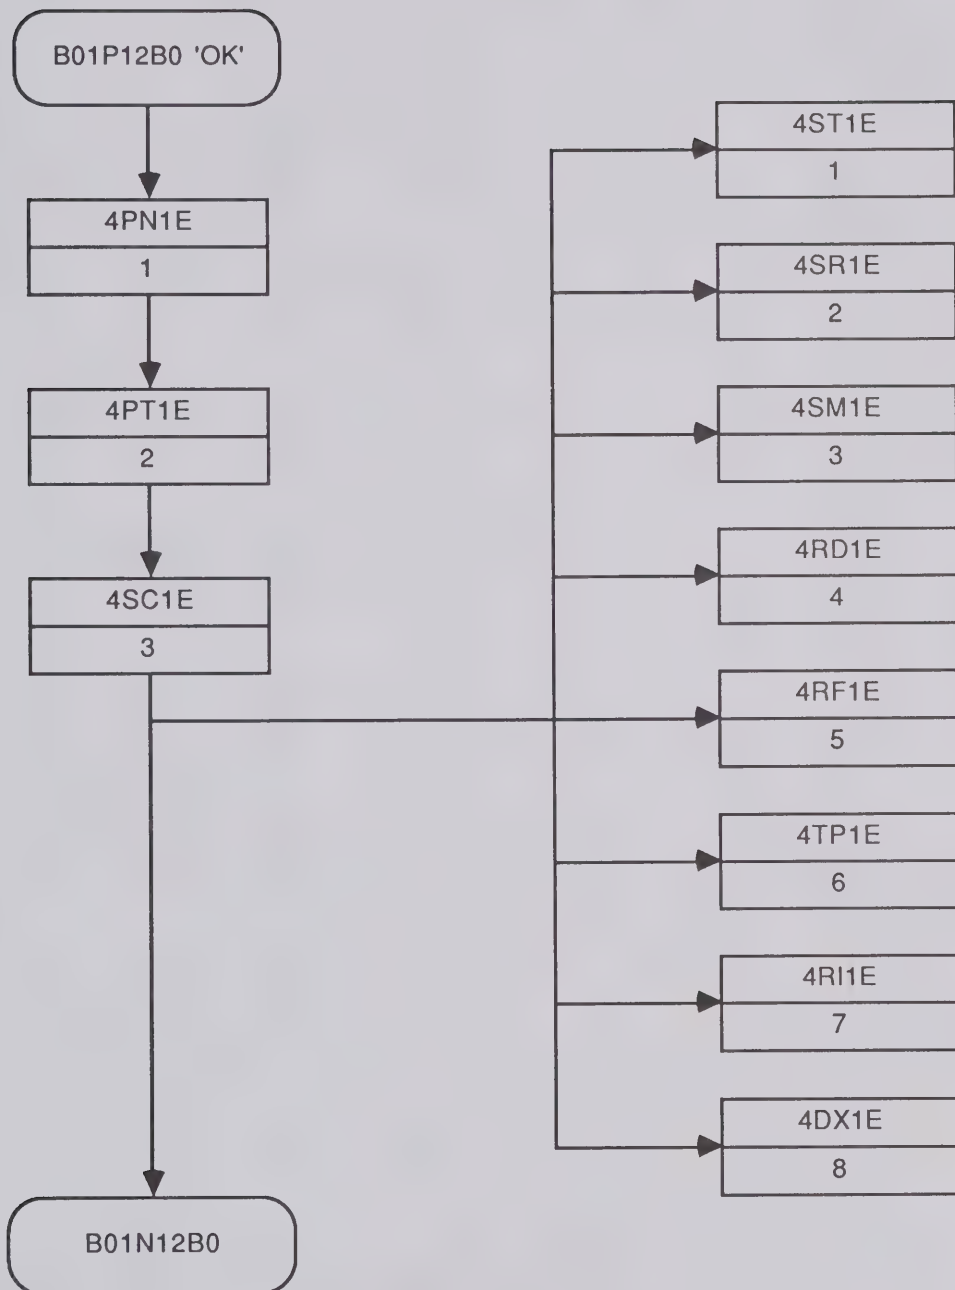 B01P12B0 'OK'
4PN1E
1
4PT1E
2
4SC1E
3
B01N12B0
4ST1E
1
4SR1E
2
4SM1E
3
4RD1E
4
4RF1E
5
4TP1E
6
4RI1E
7
4DX1E
8